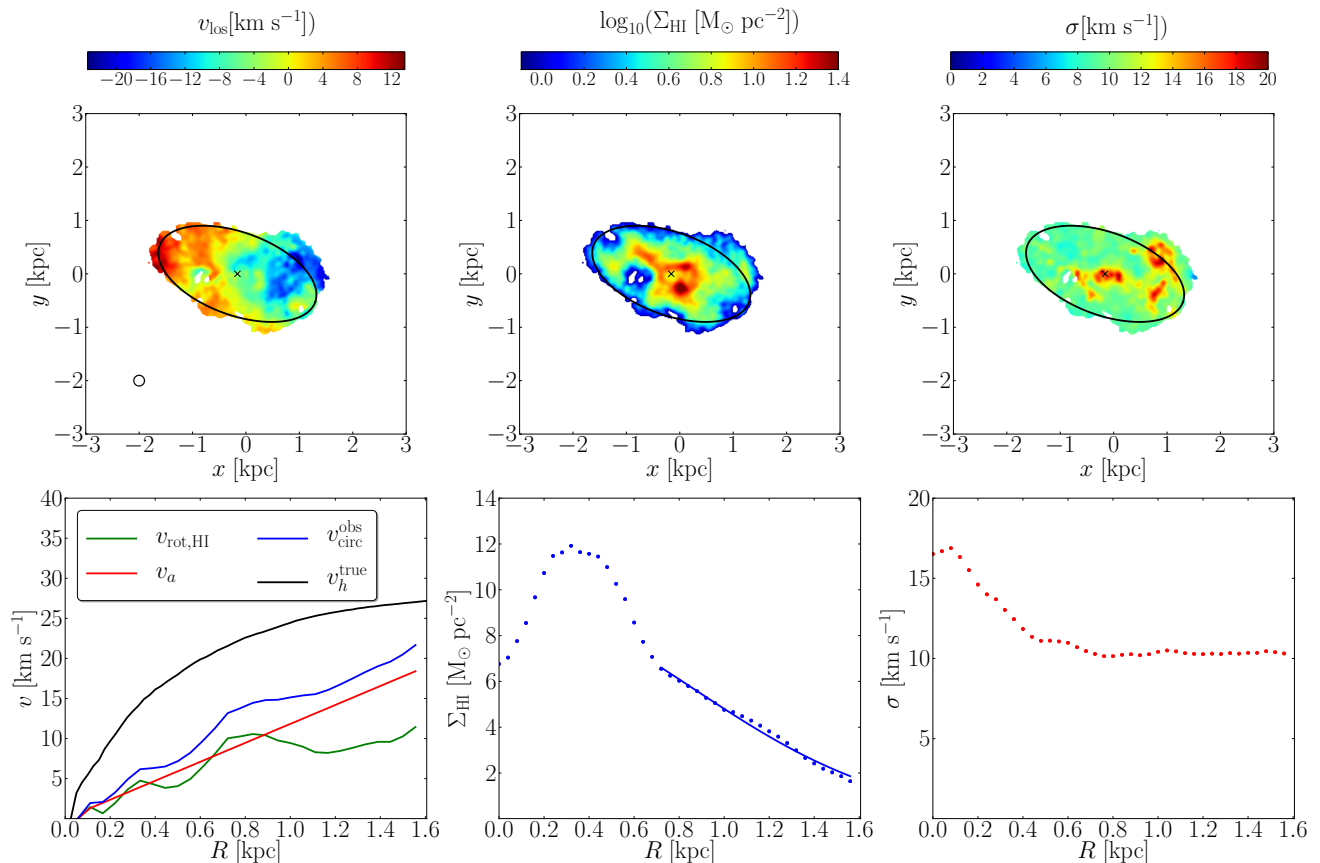 v_los[km s⁻¹])
log₁₀(Σ_HI [M_⊙ pc⁻²])
σ[km s⁻¹])
−20 −16 −12 −8 −4 0 4 8 12
0.0 0.2 0.4 0.6 0.8 1.0 1.2 1.4
0 2 4 6 8 10 12 14 16 18 20
y [kpc]
3
2
1
0
−1
−2
−3
−3 −2 −1 0 1 2 3
x [kpc]
y [kpc]
3
2
1
0
−1
−2
−3
−3 −2 −1 0 1 2 3
x [kpc]
y [kpc]
3
2
1
0
−1
−2
−3
−3 −2 −1 0 1 2 3
x [kpc]
v [km s⁻¹]
40
35
30
25
20
15
10
5
v_rot,HI
v_a
v_circ^obs
v_h^true
0.0 0.2 0.4 0.6 0.8 1.0 1.2 1.4 1.6
R [kpc]
Σ_HI [M_⊙ pc⁻²]
14
12
10
8
6
4
2
0.0 0.2 0.4 0.6 0.8 1.0 1.2 1.4 1.6
R [kpc]
σ [km s⁻¹]
20
15
10
5
0.0 0.2 0.4 0.6 0.8 1.0 1.2 1.4 1.6
R [kpc]